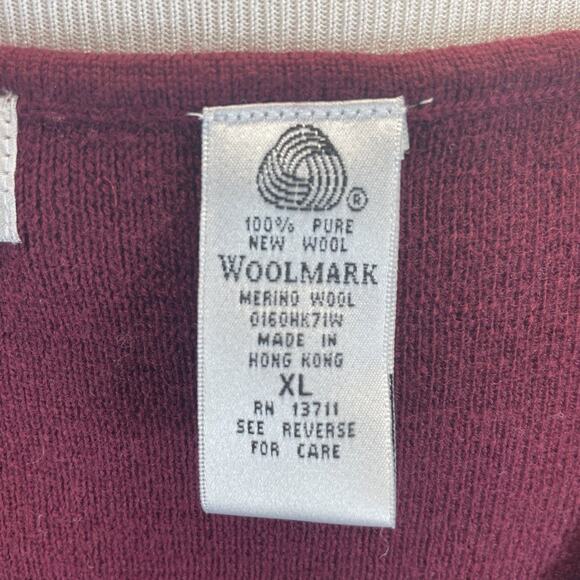 ®
100% PURE
NEW WOOL
WOOLMARK
MERINO WOOL
0160HK71W
MADE IN
HONG KONG
XL
RN 13711
SEE REVERSE
FOR CARE